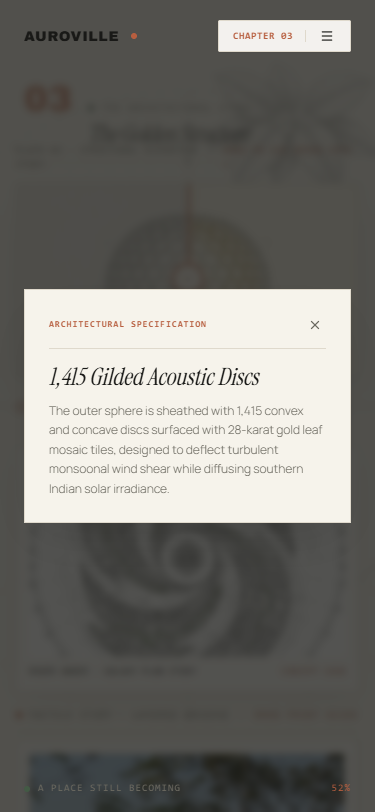 AUROVILLE
CHAPTER 03
03
ARCHITECTURAL SPECIFICATION
1,415 Gilded Acoustic Discs
The outer sphere is sheathed with 1,415 convex
and concave discs surfaced with 28-karat gold leaf
mosaic tiles, designed to deflect turbulent
monsoonal wind shear while diffusing southern
Indian solar irradiance.
A PLACE STILL BECOMING
52%